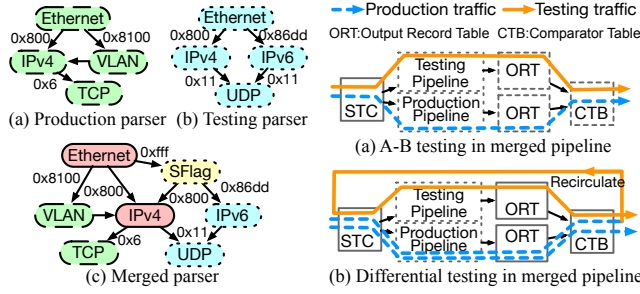 Ethernet
0x800
0x8100
IPv4
VLAN
0x6
TCP
(a) Production parser
Ethernet
0x800
0x86dd
IPv4
IPv6
0x11
0x11
UDP
(b) Testing parser
Ethernet
0xfff
SFlag
0x8100
0x800
0x800
0x86dd
VLAN
IPv4
IPv6
0x6
0x11
TCP
UDP
(c) Merged parser
Production traffic
Testing traffic
ORT:Output Record Table
CTB:Comparator Table
Testing
Pipeline
ORT
STC
Production
Pipeline
ORT
CTB
(a) A-B testing in merged pipeline
Recirculate
Testing
Pipeline
ORT
STC
Production
Pipeline
ORT
CTB
(b) Differential testing in merged pipeline